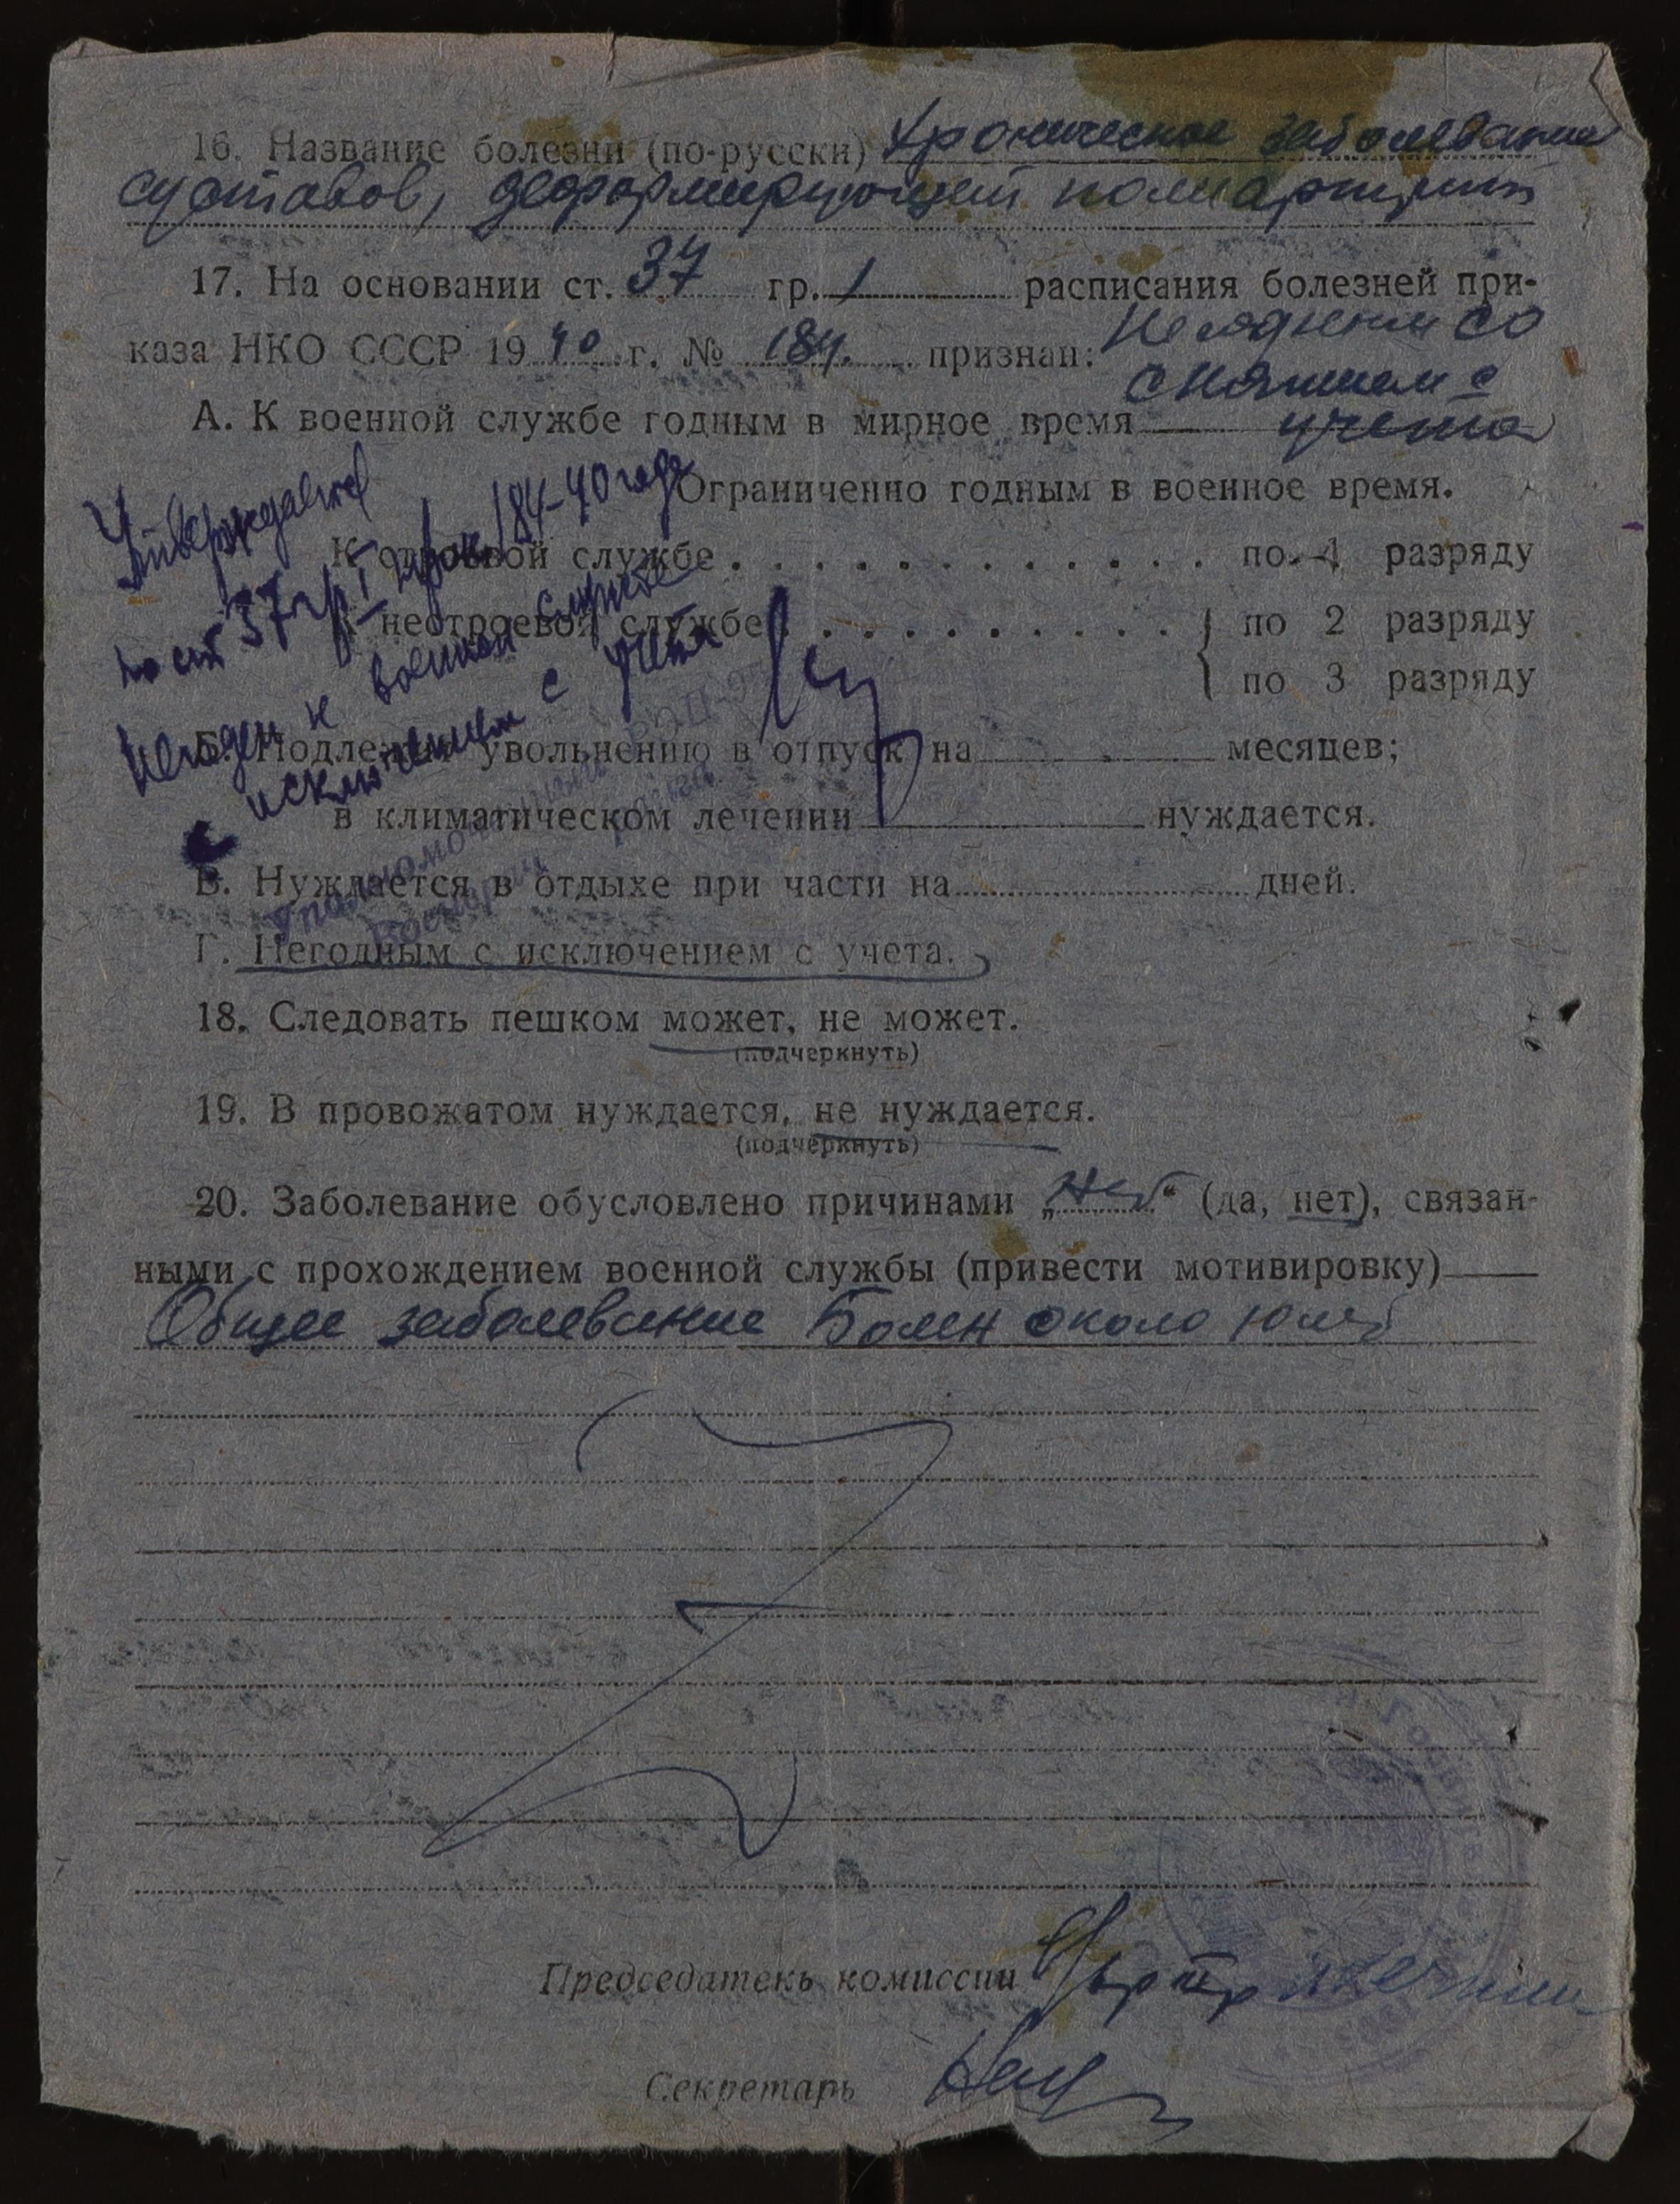 16. Название болезни (по-русски) Хроническое заболевание
суставов, деформирующий полиартрит
17. На основании ст. 37 гр. 1 расписания болезней при-
каза НКО СССР 1940 г. № 184. признан: Негодным со
снятием с
А. К военной службе годным в мирное время учета
Ограниченно годным в военное время.
К строевой службе . . . . . . . . . . . . по 1 разряду
К нестроевой службе . . . . . . . . . . по 2 разряду
по 3 разряду
Утверждается
по ст 37 гр I 184-40 года
Негоден к военной службе
с исключением с учета
Б. Подлежит увольнению в отпуск на месяцев;
в климатическом лечении нуждается.
В. Нуждается в отдыхе при части на дней.
Г. Негодным с исключением с учета.
18. Следовать пешком может, не может.
(подчеркнуть)
19. В провожатом нуждается, не нуждается.
(подчеркнуть)
20. Заболевание обусловлено причинами „Нет“ (да, нет), связан-
ными с прохождением военной службы (привести мотивировку)
Общее заболевание Болен около 10 лет
Председатель комиссии
Секретарь